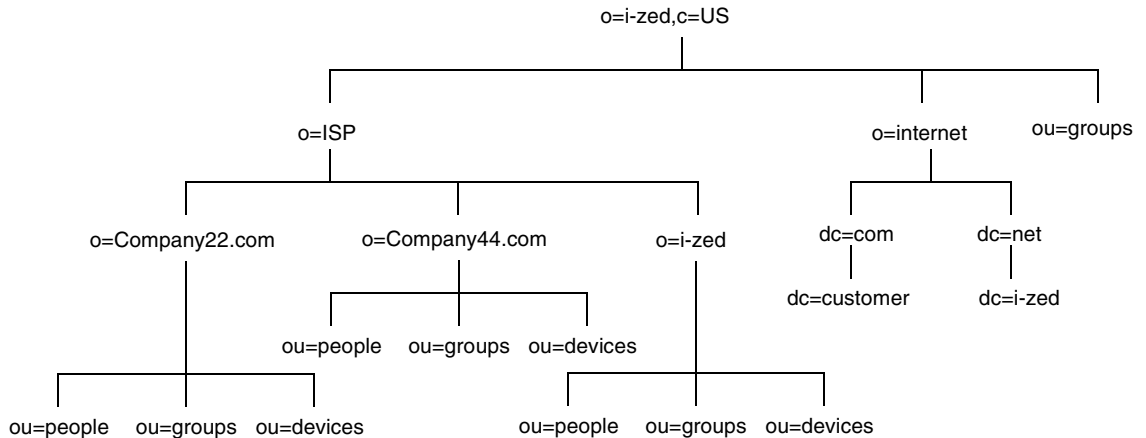 o=i-zed,c=US
o=ISP
o=internet
ou=groups
o=Company22.com
o=Company44.com
o=i-zed
dc=com
dc=net
dc=customer
dc=i-zed
ou=people
ou=groups
ou=devices
ou=people
ou=groups
ou=devices
ou=people
ou=groups
ou=devices